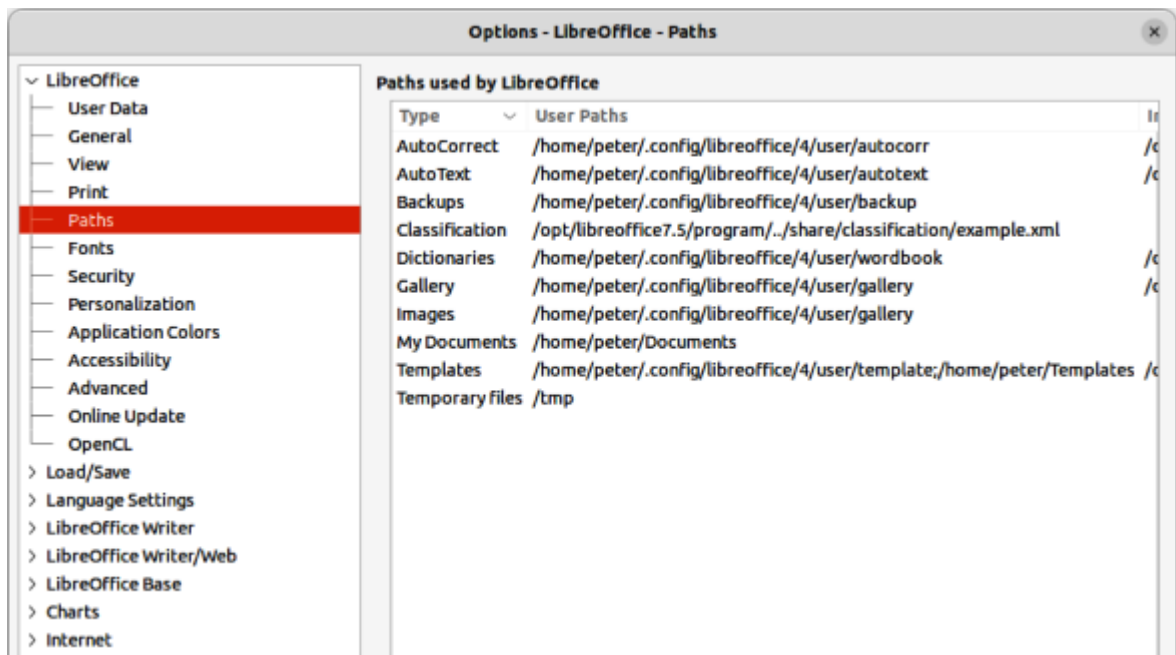 Options - LibreOffice - Paths
LibreOffice
User Data
General
View
Print
Paths
Fonts
Security
Personalization
Application Colors
Accessibility
Advanced
Online Update
OpenCL
Load/Save
Language Settings
LibreOffice Writer
LibreOffice Writer/Web
LibreOffice Base
Charts
Internet
Paths used by LibreOffice
Type User Paths
AutoCorrect /home/peter/.config/libreoffice/4/user/autocorr
AutoText /home/peter/.config/libreoffice/4/user/autotext
Backups /home/peter/.config/libreoffice/4/user/backup
Classification /opt/libreoffice7.5/program/../share/classification/example.xml
Dictionaries /home/peter/.config/libreoffice/4/user/wordbook
Gallery /home/peter/.config/libreoffice/4/user/gallery
Images /home/peter/.config/libreoffice/4/user/gallery
My Documents /home/peter/Documents
Templates /home/peter/.config/libreoffice/4/user/template;/home/peter/Templates
Temporary files /tmp